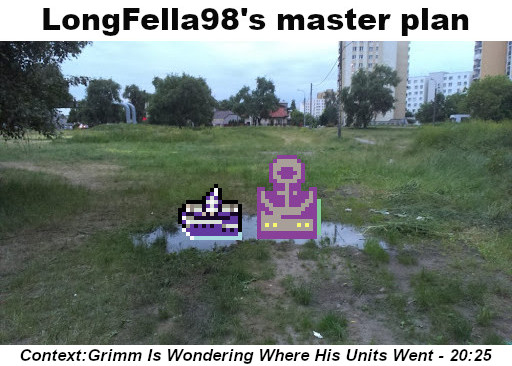 LongFella98's master plan
Context:Grimm Is Wondering Where His Units Went - 20:25